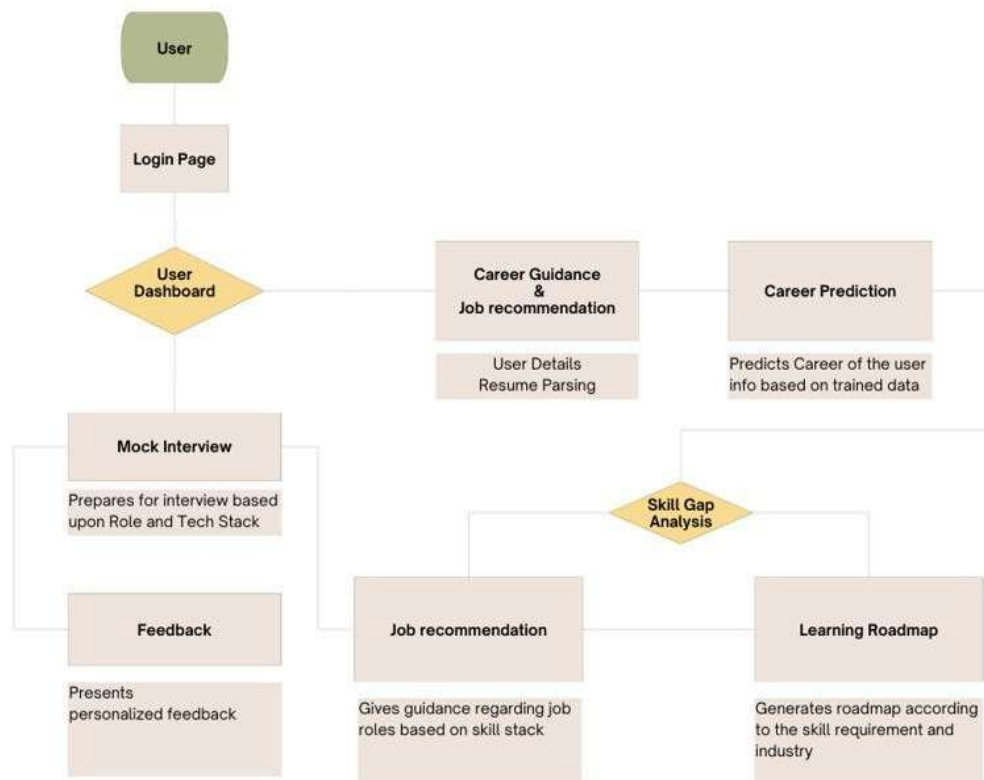 User
Login Page
User
Dashboard
Career Guidance
&
Job recommendation
User Details
Resume Parsing
Career Prediction
Predicts Career of the user
info based on trained data
Mock Interview
Prepares for interview based
upon Role and Tech Stack
Skill Gap
Analysis
Feedback
Presents
personalized feedback
Job recommendation
Gives guidance regarding job
roles based on skill stack
Learning Roadmap
Generates roadmap according
to the skill requirement and
industry